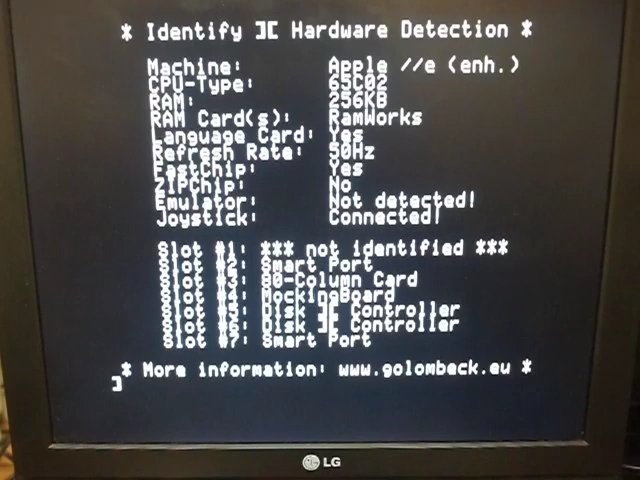 * Identify ][ Hardware Detection *
Machine: Apple //e (enh.)
CPU-Type: 65C02
RAM: 256KB
RAM Card(s): RamWorks
Language Card: Yes
Refresh Rate: 50Hz
FastChip: Yes
ZIPChip: No
Emulator: Not detected!
Joystick: Connected!
Slot #1: *** not identified ***
Slot #2: Smart Port
Slot #3: 80-Column Card
Slot #4: MockingBoard
Slot #5: Disk ][ Controller
Slot #6: Disk ][ Controller
Slot #7: Smart Port
* More information: www.golombeck.eu *
]
LG